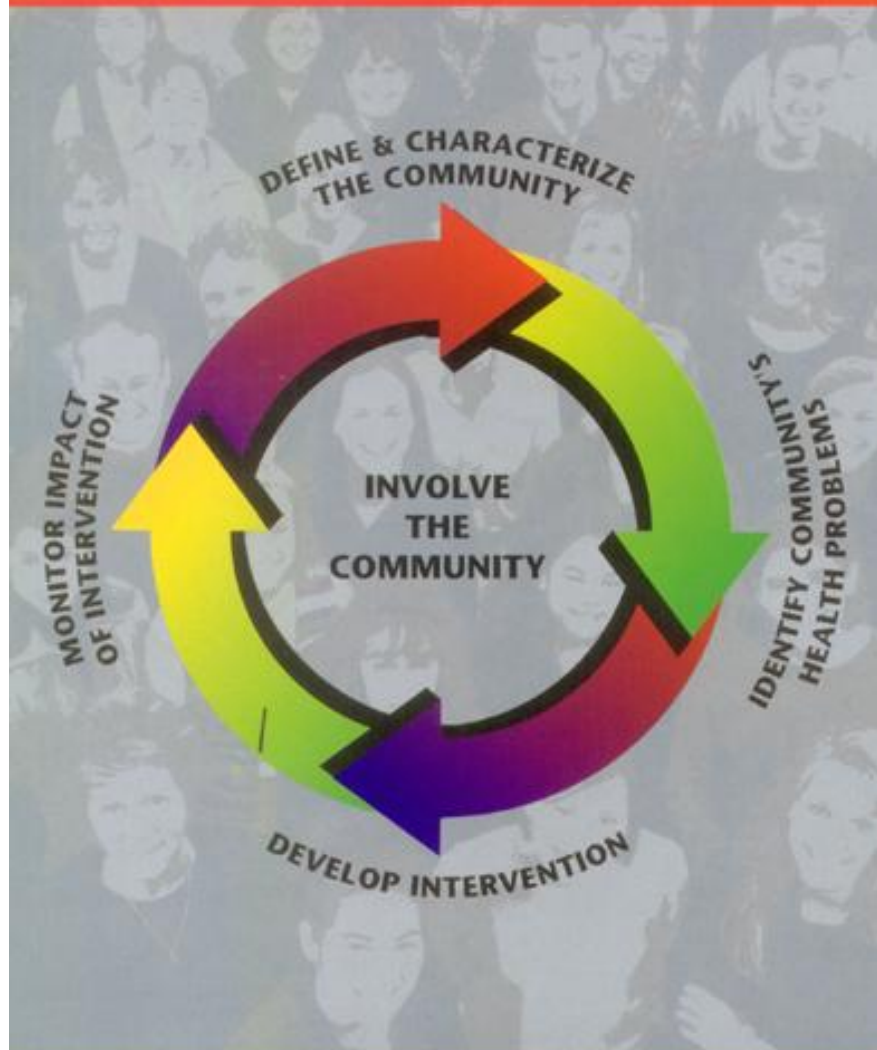 DEFINE & CHARACTERIZE
THE COMMUNITY
IDENTIFY COMMUNITY'S
HEALTH PROBLEMS
DEVELOP INTERVENTION
MONITOR IMPACT
OF INTERVENTION
INVOLVE
THE
COMMUNITY